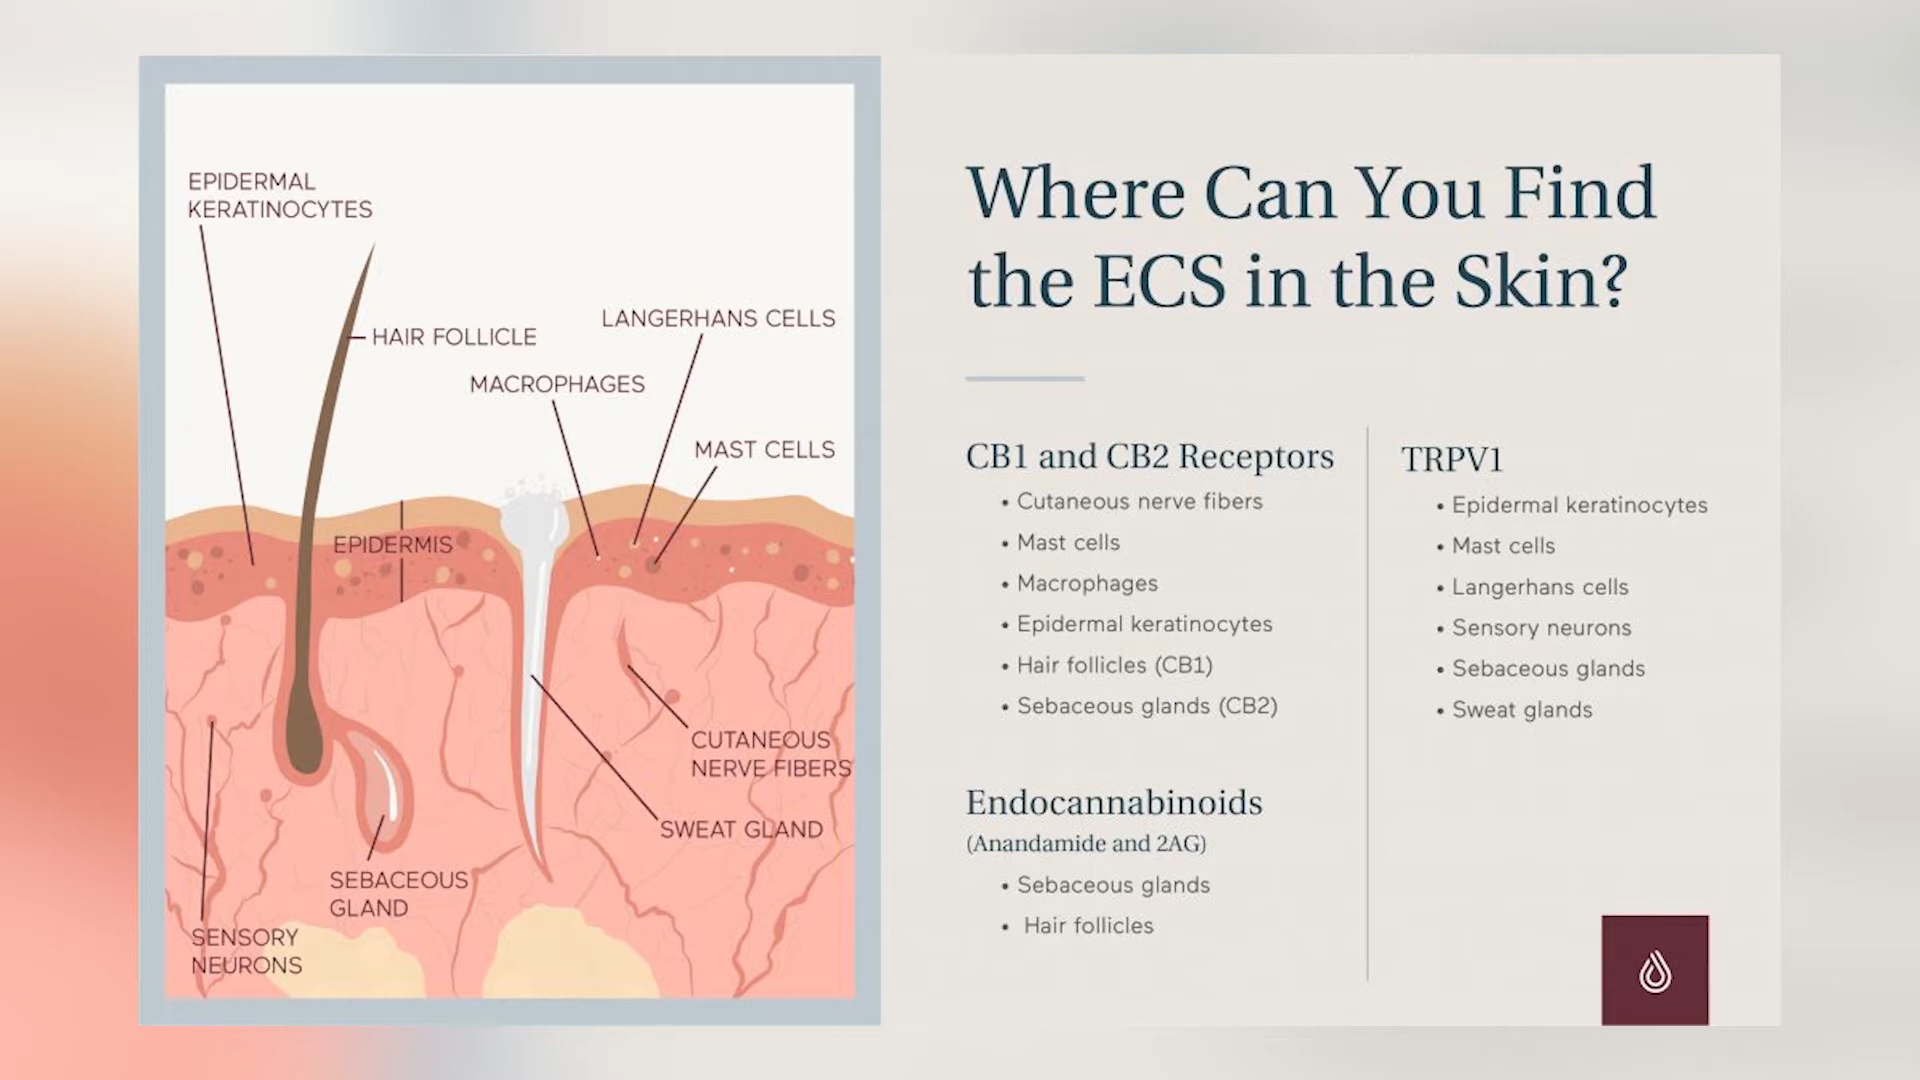 EPIDERMAL
KERATINOCYTES
HAIR FOLLICLE
LANGERHANS CELLS
MACROPHAGES
MAST CELLS
EPIDERMIS
CUTANEOUS
NERVE FIBERS
SWEAT GLAND
SEBACEOUS
GLAND
SENSORY
NEURONS
Where Can You Find
the ECS in the Skin?
CB1 and CB2 Receptors
• Cutaneous nerve fibers
• Mast cells
• Macrophages
• Epidermal keratinocytes
• Hair follicles (CB1)
• Sebaceous glands (CB2)
Endocannabinoids
(Anandamide and 2AG)
• Sebaceous glands
• Hair follicles
TRPV1
• Epidermal keratinocytes
• Mast cells
• Langerhans cells
• Sensory neurons
• Sebaceous glands
• Sweat glands